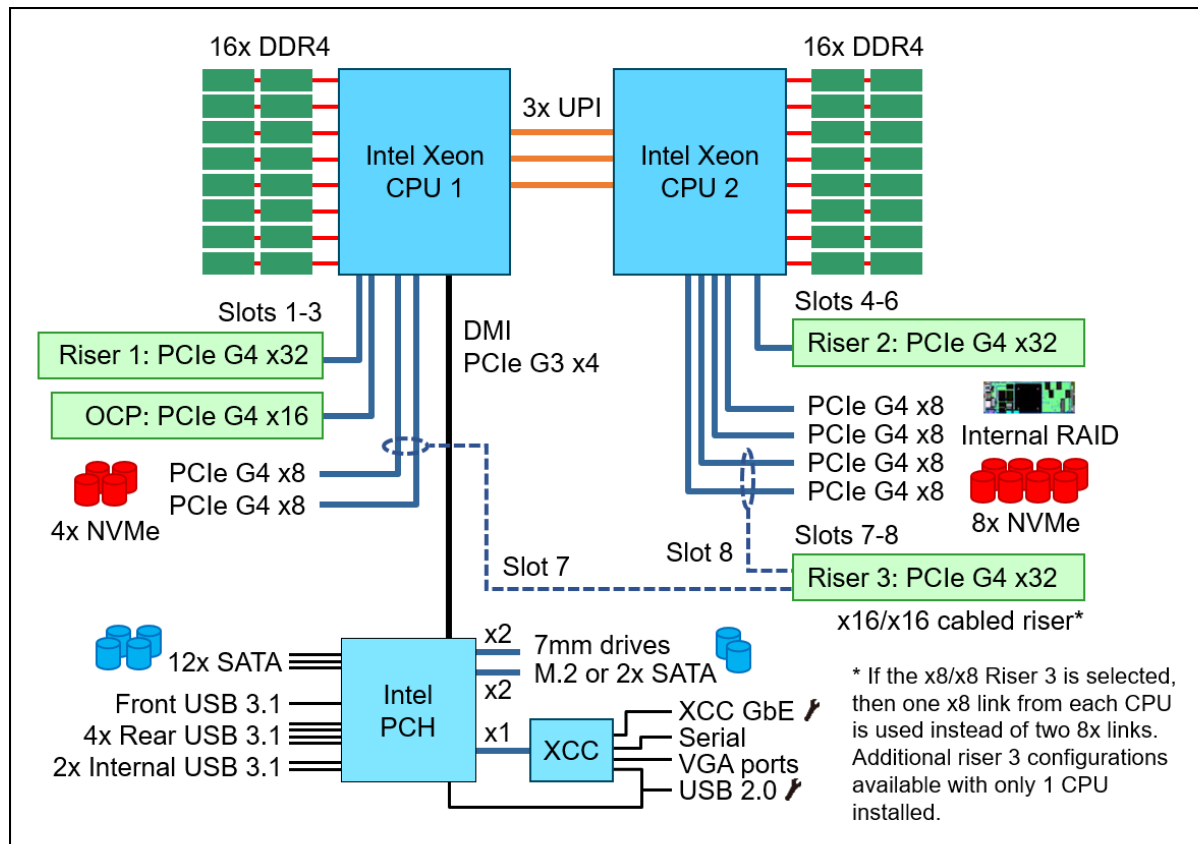 16x DDR4
16x DDR4
3x UPI
Intel Xeon
CPU 1
Intel Xeon
CPU 2
Slots 1-3
Riser 1: PCIe G4 x32
OCP: PCIe G4 x16
PCIe G4 x8
PCIe G4 x8
4x NVMe
DMI
PCIe G3 x4
Slots 4-6
Riser 2: PCIe G4 x32
PCIe G4 x8
PCIe G4 x8
PCIe G4 x8
PCIe G4 x8
Internal RAID
8x NVMe
Slot 7
Slot 8
Slots 7-8
Riser 3: PCIe G4 x32
x16/x16 cabled riser*
12x SATA
Front USB 3.1
4x Rear USB 3.1
2x Internal USB 3.1
Intel
PCH
x2
7mm drives
M.2 or 2x SATA
x2
x1
XCC
XCC GbE
Serial
VGA ports
USB 2.0
* If the x8/x8 Riser 3 is selected,
then one x8 link from each CPU
is used instead of two 8x links.
Additional riser 3 configurations
available with only 1 CPU
installed.